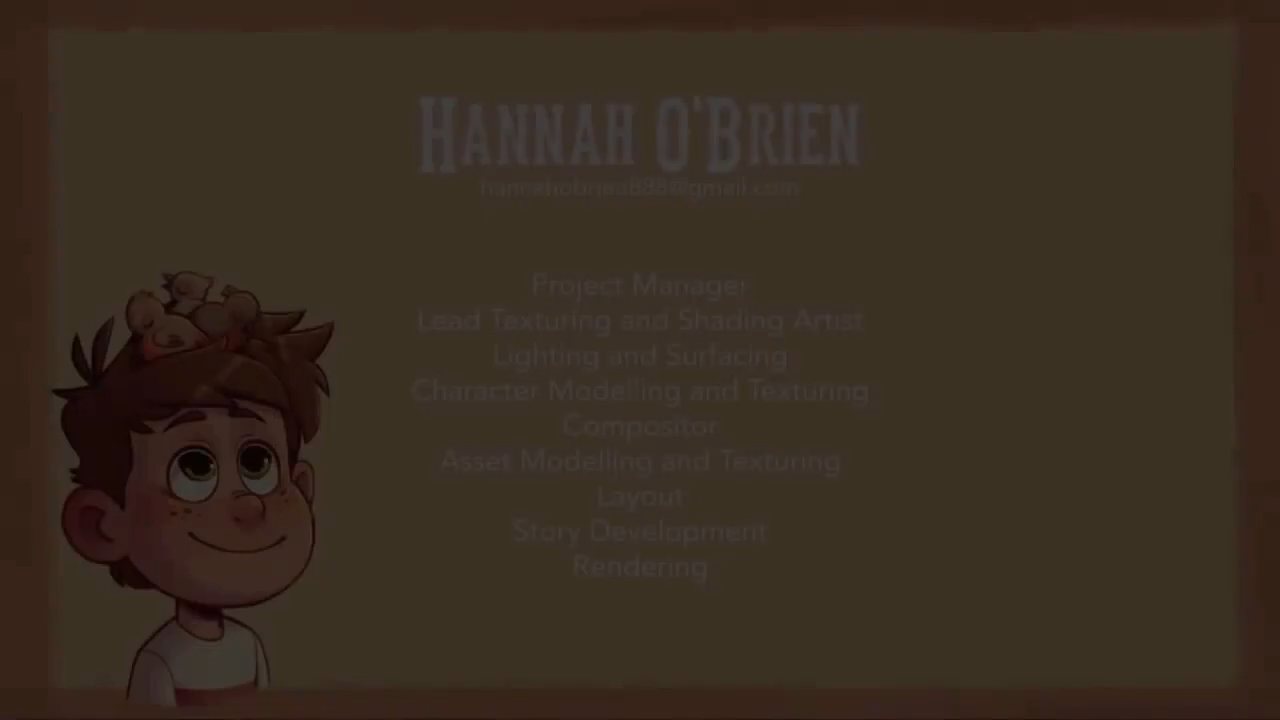 HANNAH O'BRIEN
Project Manager
Lead Texturing and Shading Artist
Lighting and Surfacing
Character Modelling and Texturing
Compositor
Asset Modelling and Texturing
Layout
Story Development
Rendering